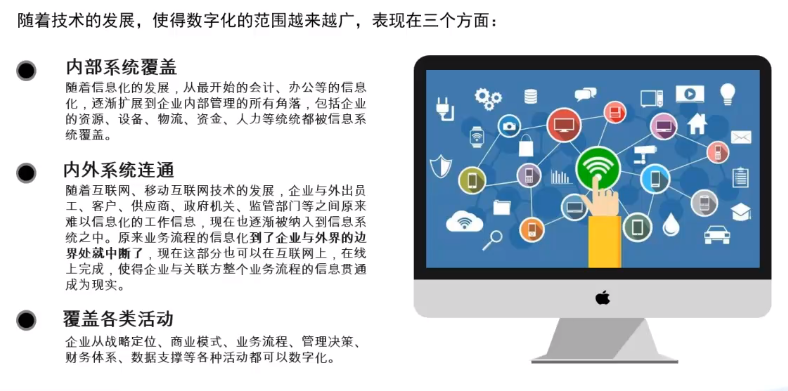 随着技术的发展，使得数字化的范围越来越广，表现在三个方面：
内部系统覆盖
随着信息化的发展，从最开始的会计、办公等的信息
化，逐渐扩展到企业内部管理的所有角落，包括企业
的资源、设备、物流、资金、人力等统统都被信息系
统覆盖。
内外系统连通
随着互联网、移动互联网技术的发展，企业与外出员
工、客户、供应商、政府机关、监管部门等之间原来
难以信息化的工作信息，现在也逐渐被纳入到信息系
统之中。原来业务流程的信息化到了企业与外界的边
界处就中断了，现在这部分也可以在互联网上，在线
上完成，使得企业与关联方整个业务流程的信息贯通
成为现实。
覆盖各类活动
企业从战略定位、商业模式、业务流程、管理决策、
财务体系、数据支撑等各种活动都可以数字化。